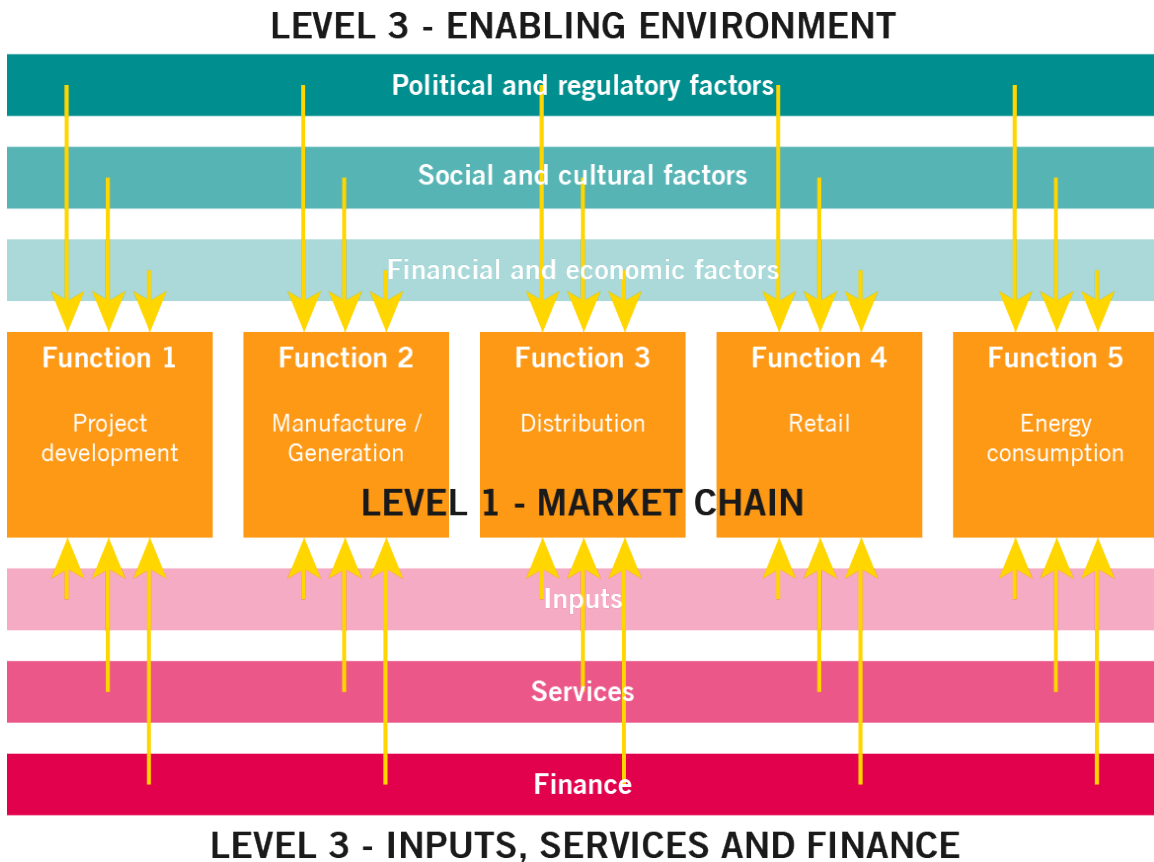 LEVEL 3 - ENABLING ENVIRONMENT
Political and regulatory factors
Social and cultural factors
Financial and economic factors
Function 1
Project
development
Function 2
Manufacture /
Generation
Function 3
Distribution
Function 4
Retail
Function 5
Energy
consumption
LEVEL 1 - MARKET CHAIN
Inputs
Services
Finance
LEVEL 3 - INPUTS, SERVICES AND FINANCE